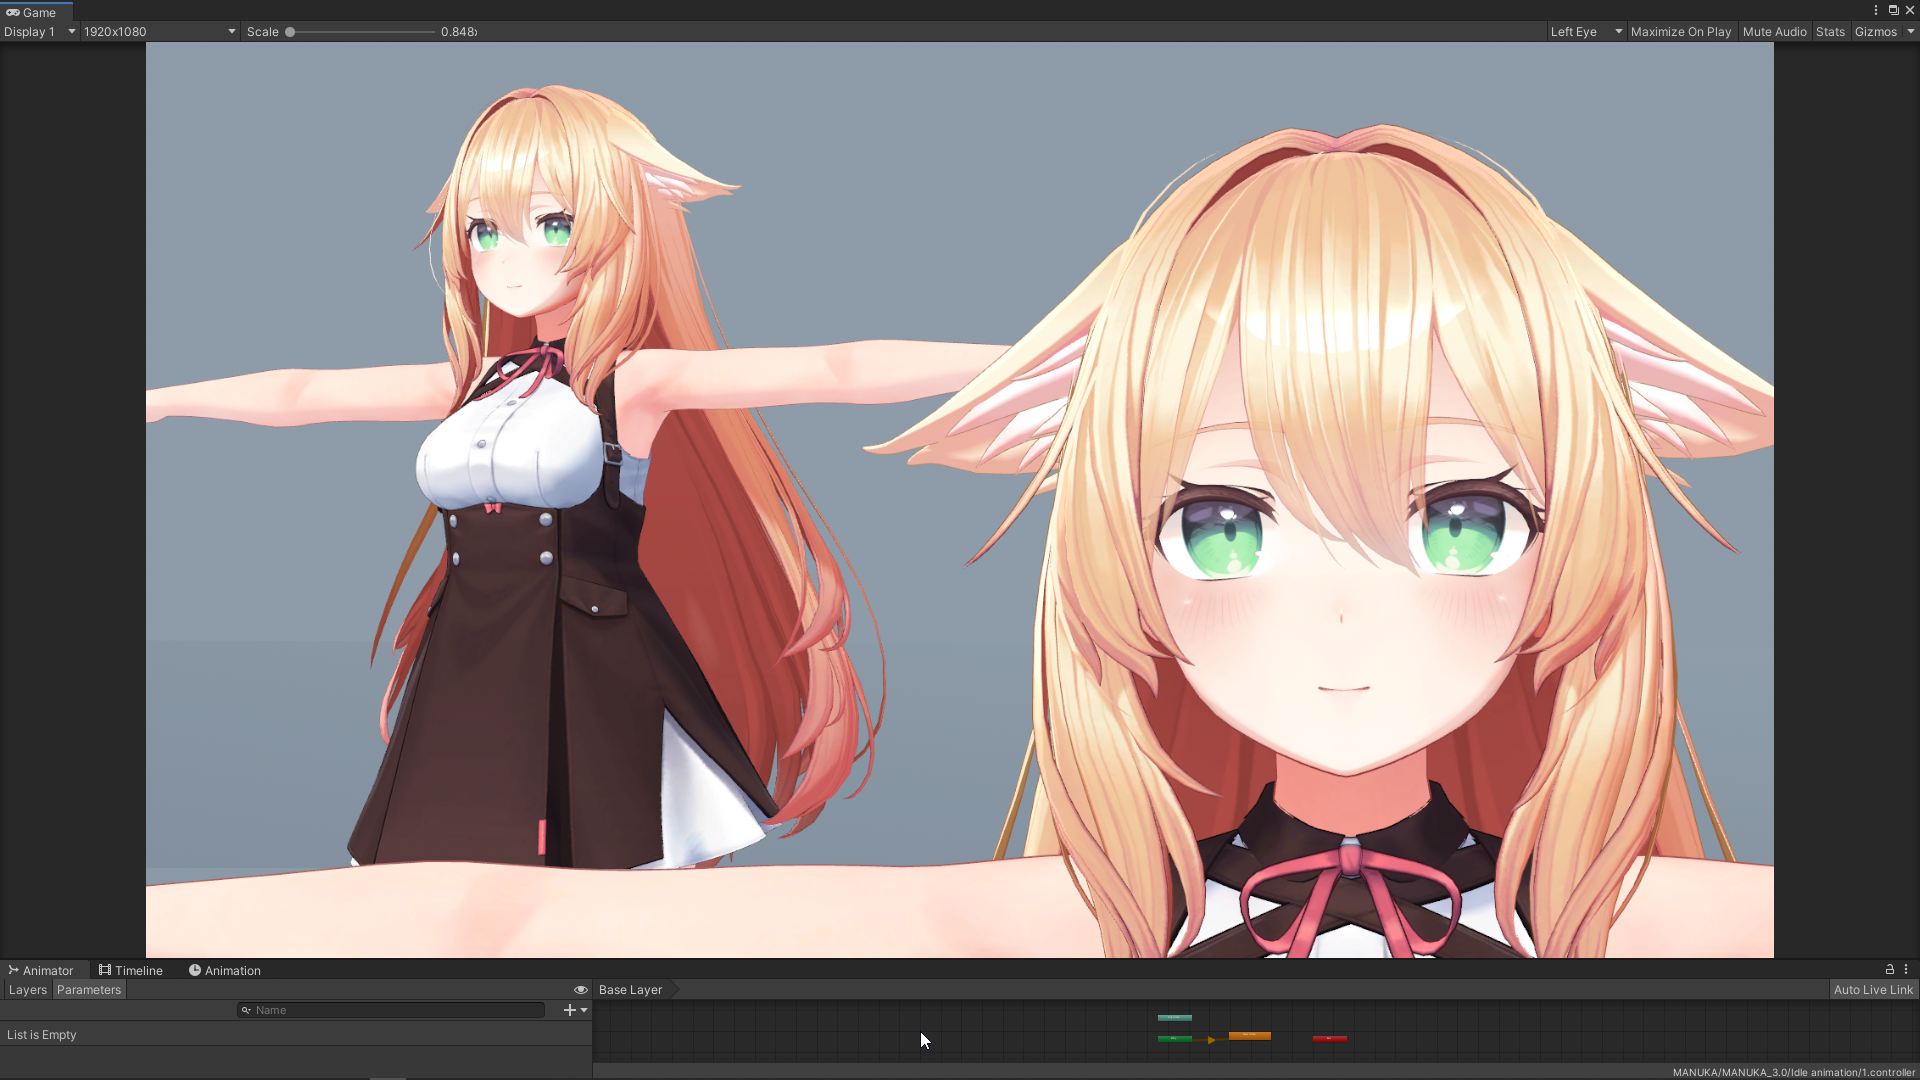 Game
Display 1
1920x1080
Scale
0.848x
Left Eye
Maximize On Play
Mute Audio
Stats
Gizmos
Animator
Timeline
Animation
Layers
Parameters
Base Layer
Auto Live Link
Name
List is Empty
MANUKA/MANUKA_3.0/Idle animation/1.controller